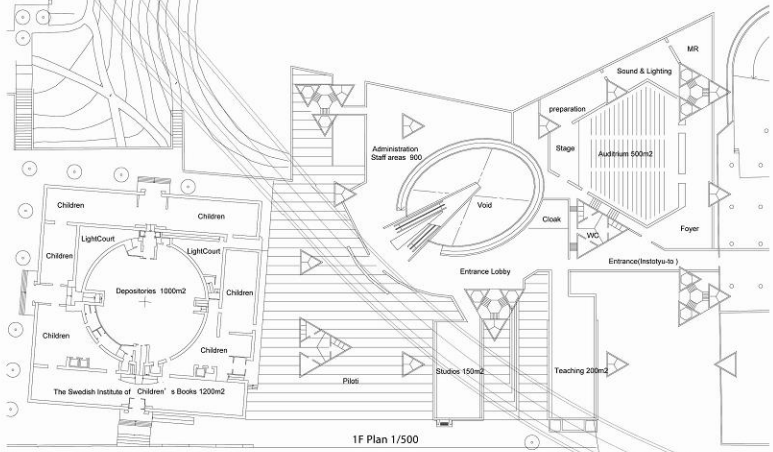 MR
Sound & Lighting
preparation
Administration
Staff areas 900
Stage
Auditrium 500m2
Children
Children
Void
Cloak
LightCourt
LightCourt
WC
Foyer
Children
Entrance(Instotyu-to )
Entrance Lobby
Depositories 1000m2
Children
Children
Children
Studios 150m2
Teaching 200m2
Piloti
The Swedish Institute of Children' s Books 1200m2
1F Plan 1/500